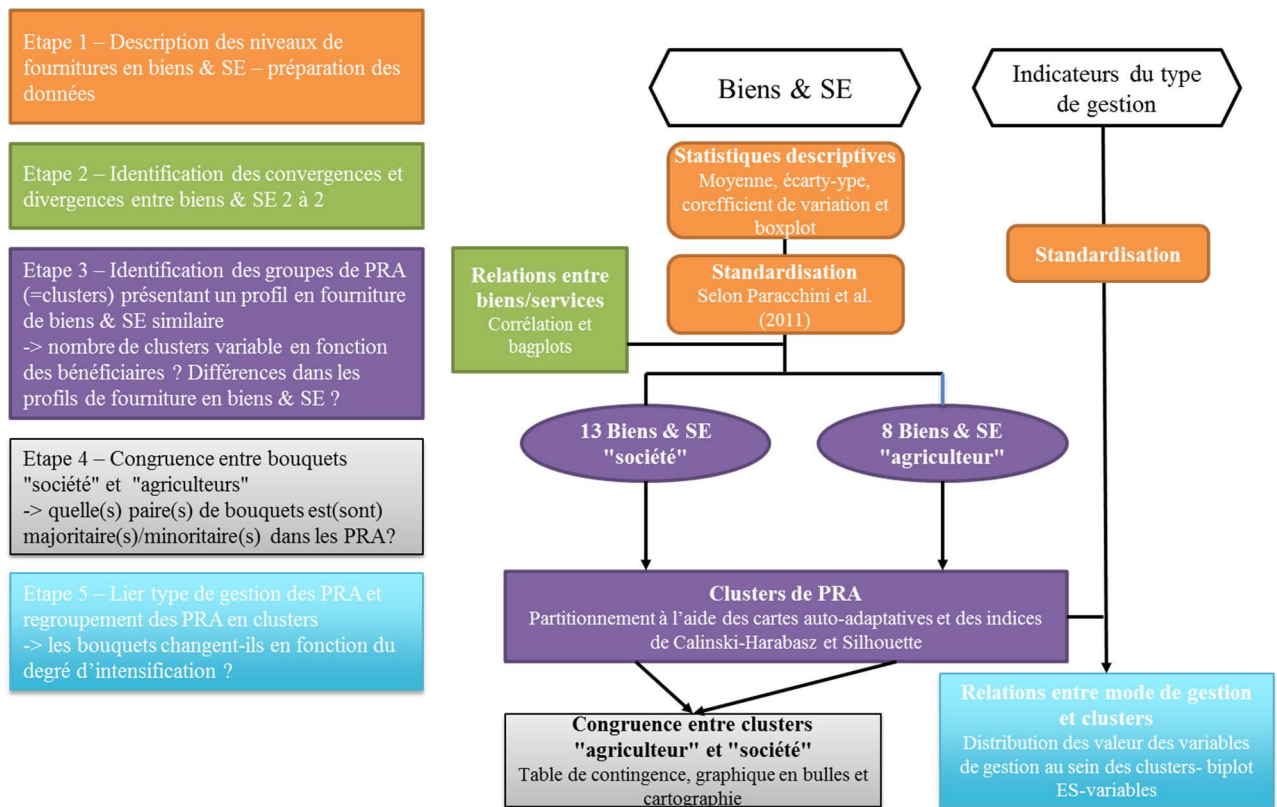 Etape 1 – Description des niveaux de
fournitures en biens & SE – préparation des
données
Etape 2 – Identification des convergences et
divergences entre biens & SE 2 à 2
Etape 3 – Identification des groupes de PRA
(=clusters) présentant un profil en fourniture
de biens & SE similaire
-> nombre de clusters variable en fonction
des bénéficiaires ? Différences dans les
profils de fourniture en biens & SE ?
Etape 4 – Congruence entre bouquets
"société" et "agriculteurs"
-> quelle(s) paire(s) de bouquets est(sont)
majoritaire(s)/minoritaire(s) dans les PRA?
Etape 5 – Lier type de gestion des PRA et
regroupement des PRA en clusters
-> les bouquets changent-ils en fonction du
degré d’intensification ?
Biens & SE
Indicateurs du type
de gestion
Statistiques descriptives
Moyenne, écarty-ype,
corefficient de variation et
boxplot
Standardisation
Selon Paracchini et al.
(2011)
Standardisation
Relations entre
biens/services
Corrélation et
bagplots
13 Biens & SE
"société"
8 Biens & SE
"agriculteur"
Clusters de PRA
Partitionnement à l’aide des cartes auto-adaptatives et des indices
de Calinski-Harabasz et Silhouette
Congruence entre clusters
"agriculteur" et "société"
Table de contingence, graphique en bulles et
cartographie
Relations entre mode de gestion
et clusters
Distribution des valeur des variables
de gestion au sein des clusters- biplot
ES-variables